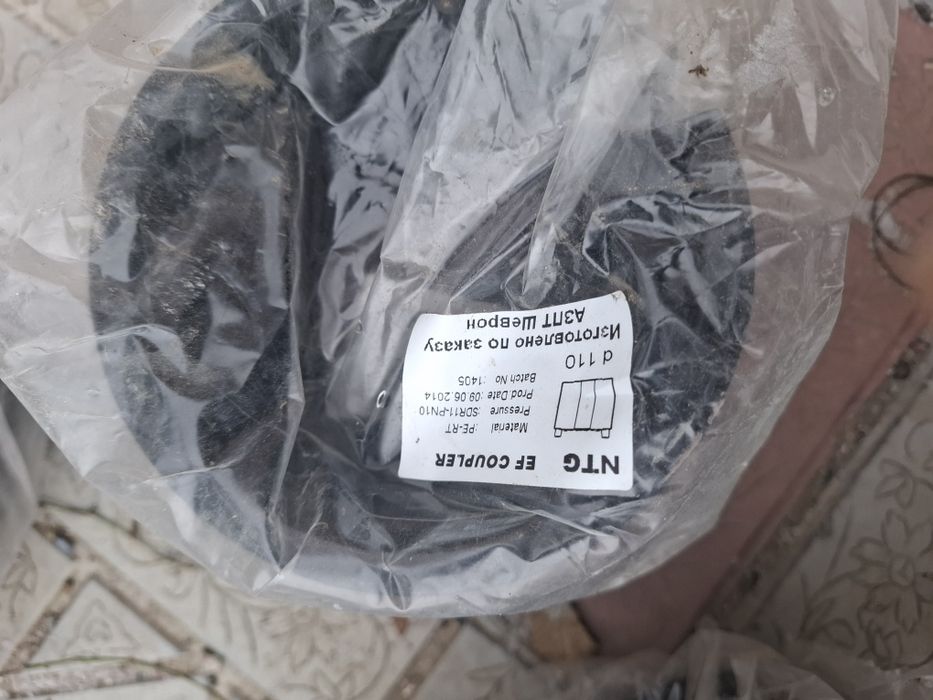 NTG EF COUPLER
Material :PE-RT
Pressure :SDR11-PN10
Prod.Date :09.06.2014
Batch No :1405
d 110
Изготовлено по заказу
АЗПТ Шеврон